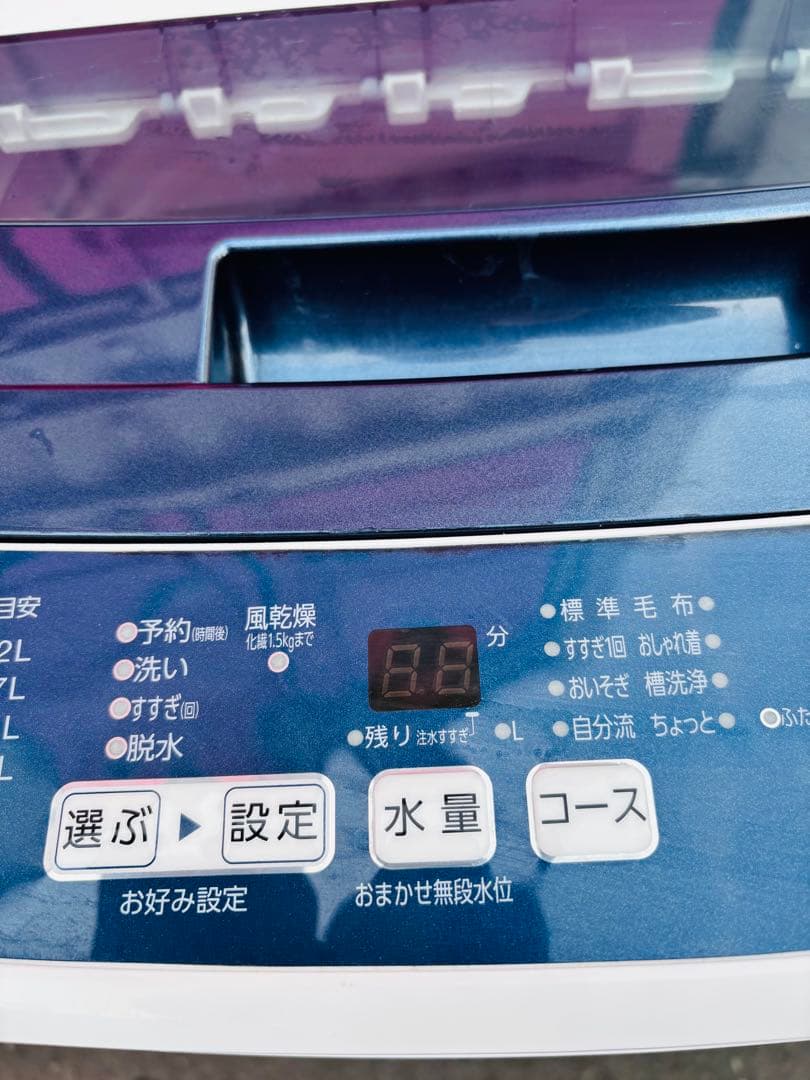 目安
2L
7L
L
L
予約(時間後)
洗い
すすぎ(回)
脱水
風乾燥
化繊1.5kgまで
88
分
残り 注水すすぎ
L
標準 毛布
すすぎ1回 おしゃれ着
おいそぎ 槽洗浄
自分流 ちょっと
ふた
選ぶ
設定
水量
コース
お好み設定
おまかせ無段水位